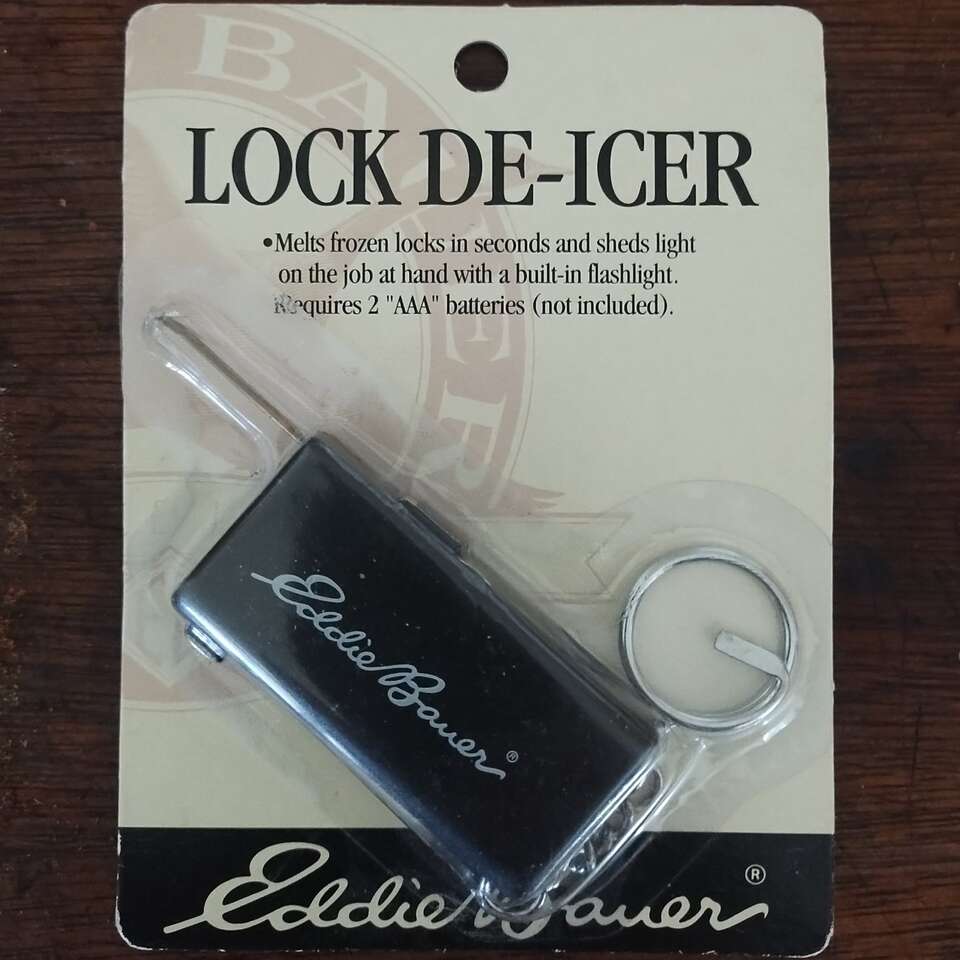 BAUER
LOCK DE-ICER
•Melts frozen locks in seconds and sheds light
on the job at hand with a built-in flashlight.
Requires 2 "AAA" batteries (not included).
Eddie Bauer®
Eddie Bauer®